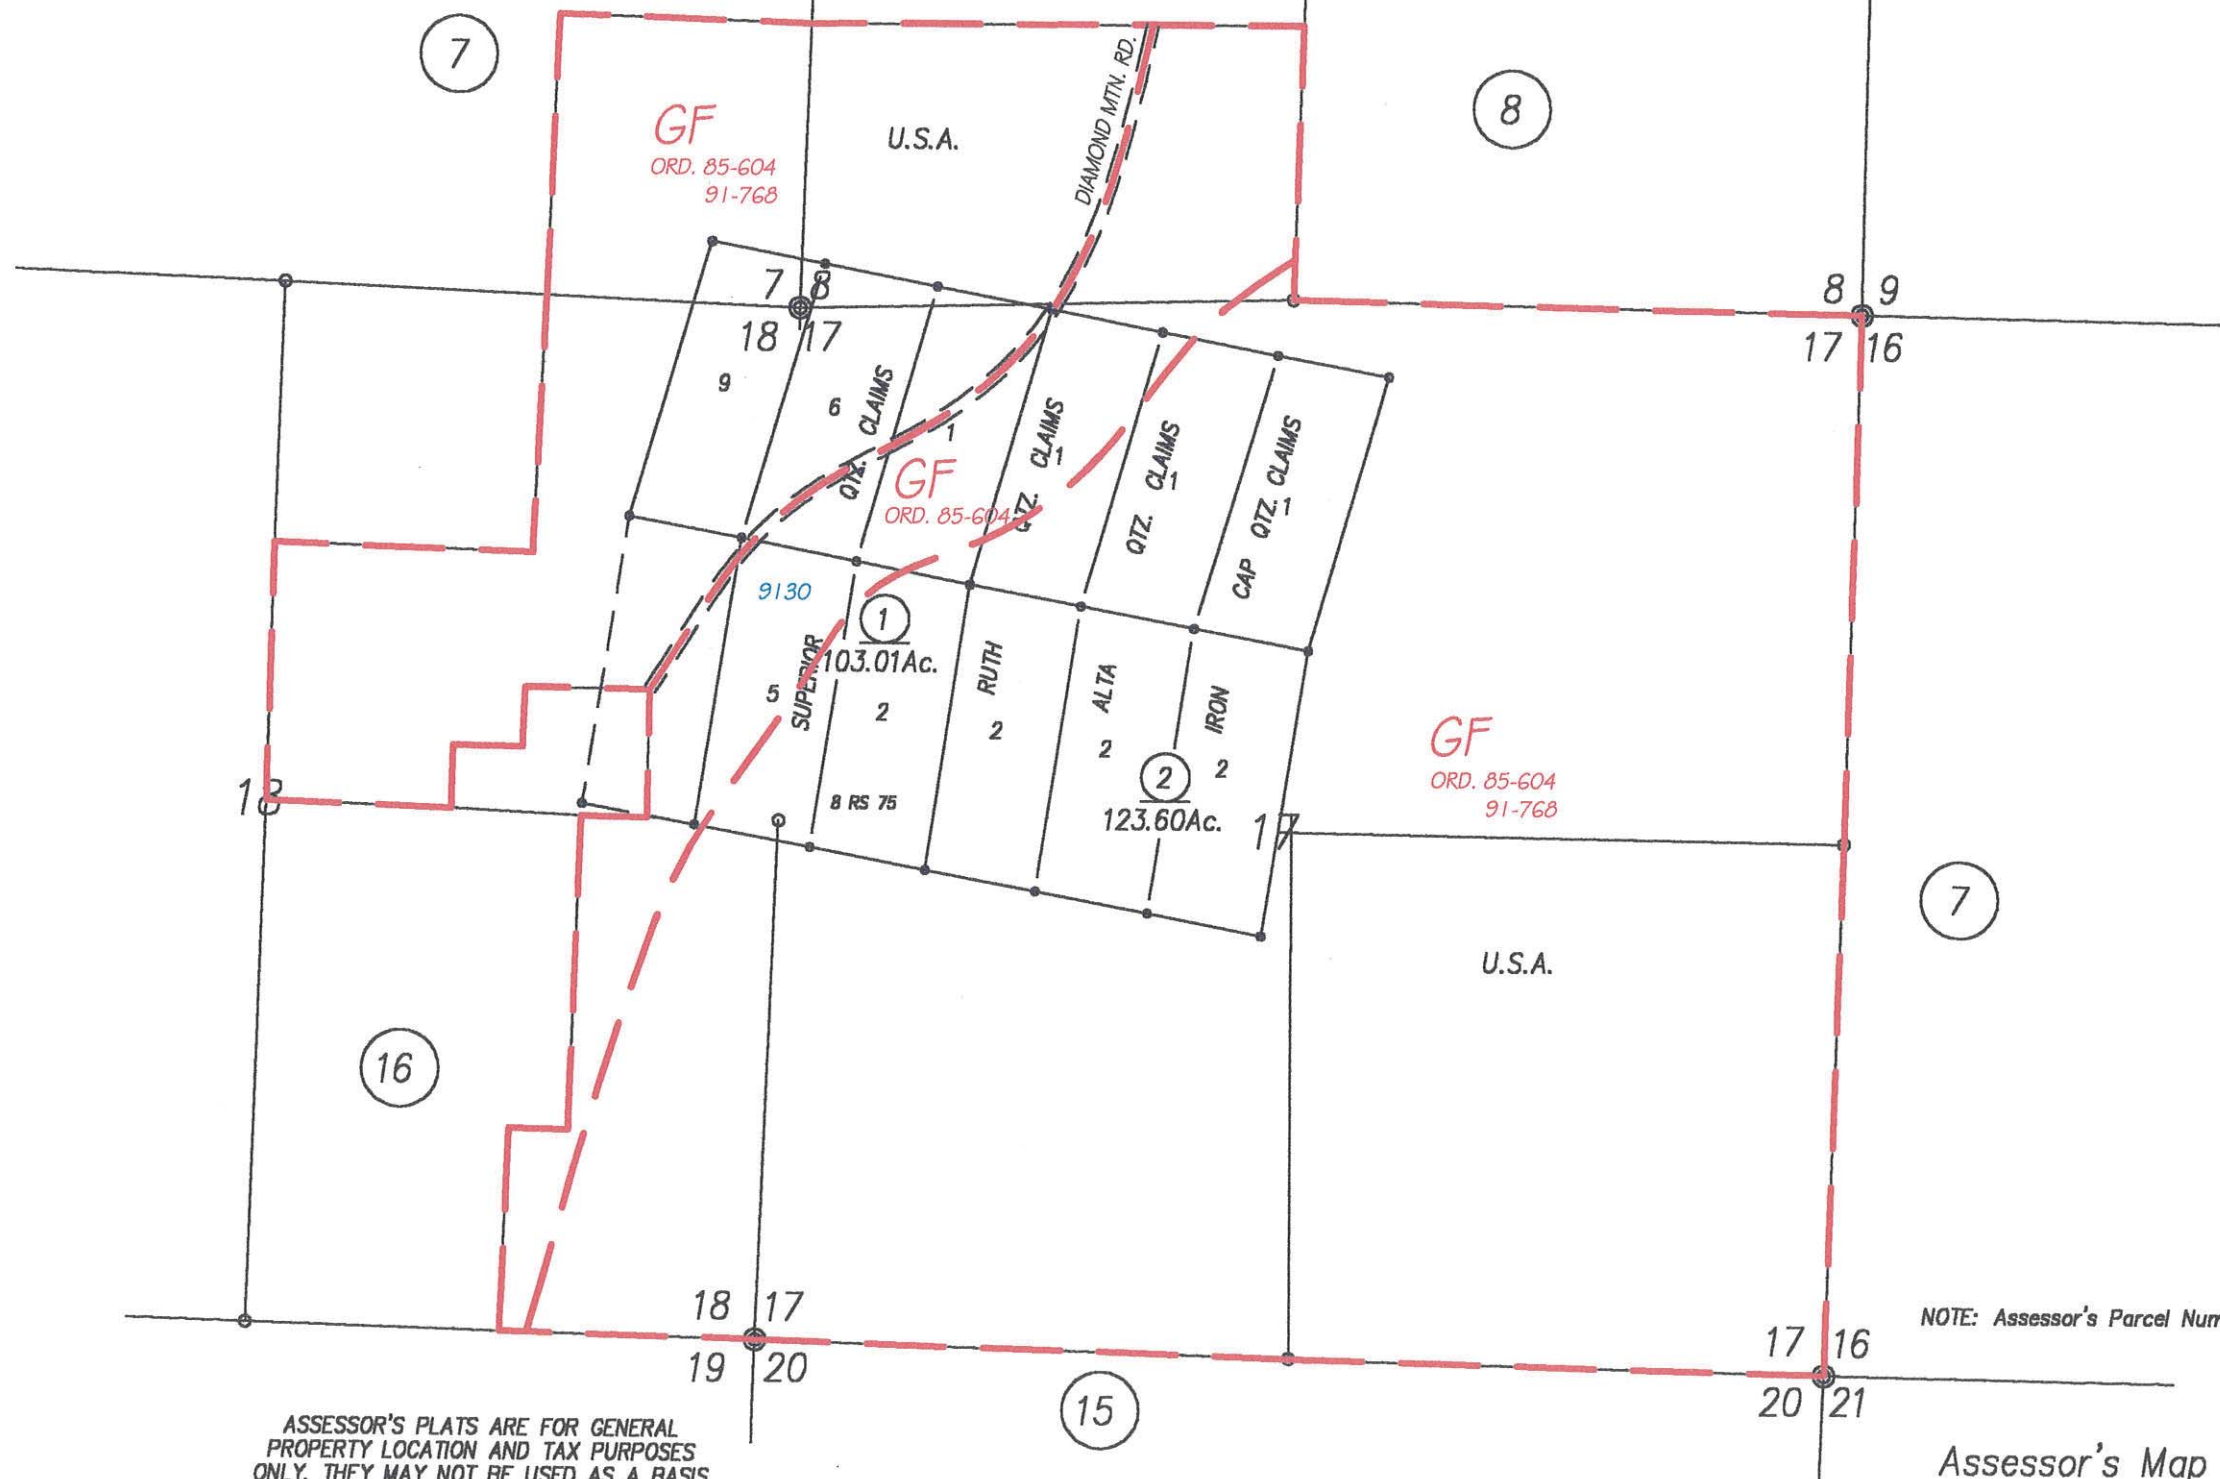 7
8
DIAMOND MTN. RD.
GF
ORD. 85-604
91-768
U.S.A.
7 8
18 17
8 9
17 16
9
6
QTZ. CLAIMS
1
QTZ. CLAIMS
1
QTZ. CLAIMS
1
CAP QTZ. CLAIMS
1
GF
ORD. 85-604
9130
1
103.01Ac.
5
SUPERIOR
2
RUTH
2
ALTA
2
IRON
2
8 RS 75
2
123.60Ac.
GF
ORD. 85-604
91-768
18
17
7
U.S.A.
16
18 17
19 20
NOTE: Assessor's Parcel Num
17 16
20 21
15
ASSESSOR'S PLATS ARE FOR GENERAL
PROPERTY LOCATION AND TAX PURPOSES
ONLY. THEY MAY NOT BE USED AS A BASIS
Assessor's Map